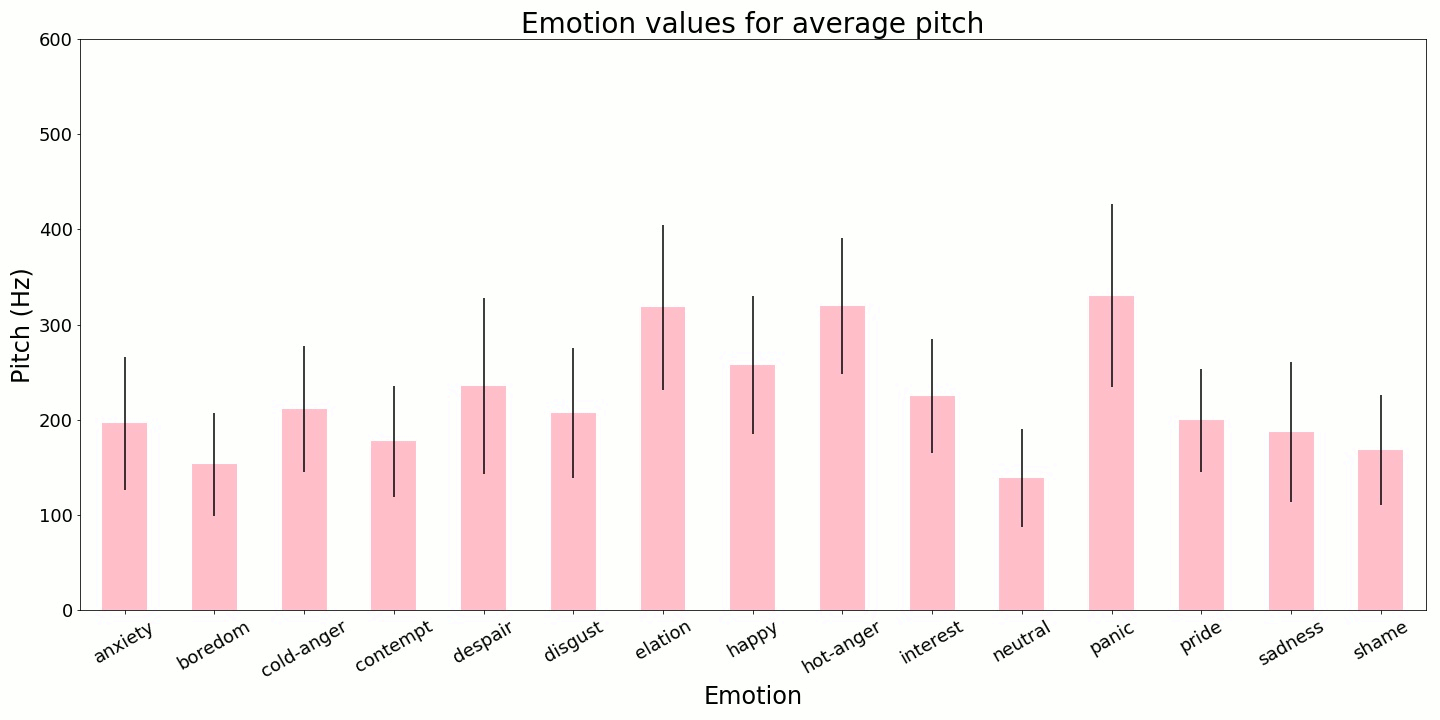 Emotion values for average pitch
600
500
400
300
200
100
0
Pitch (Hz)
anxiety
boredom
cold-anger
contempt
despair
disgust
elation
happy
hot-anger
interest
neutral
panic
pride
sadness
shame
Emotion